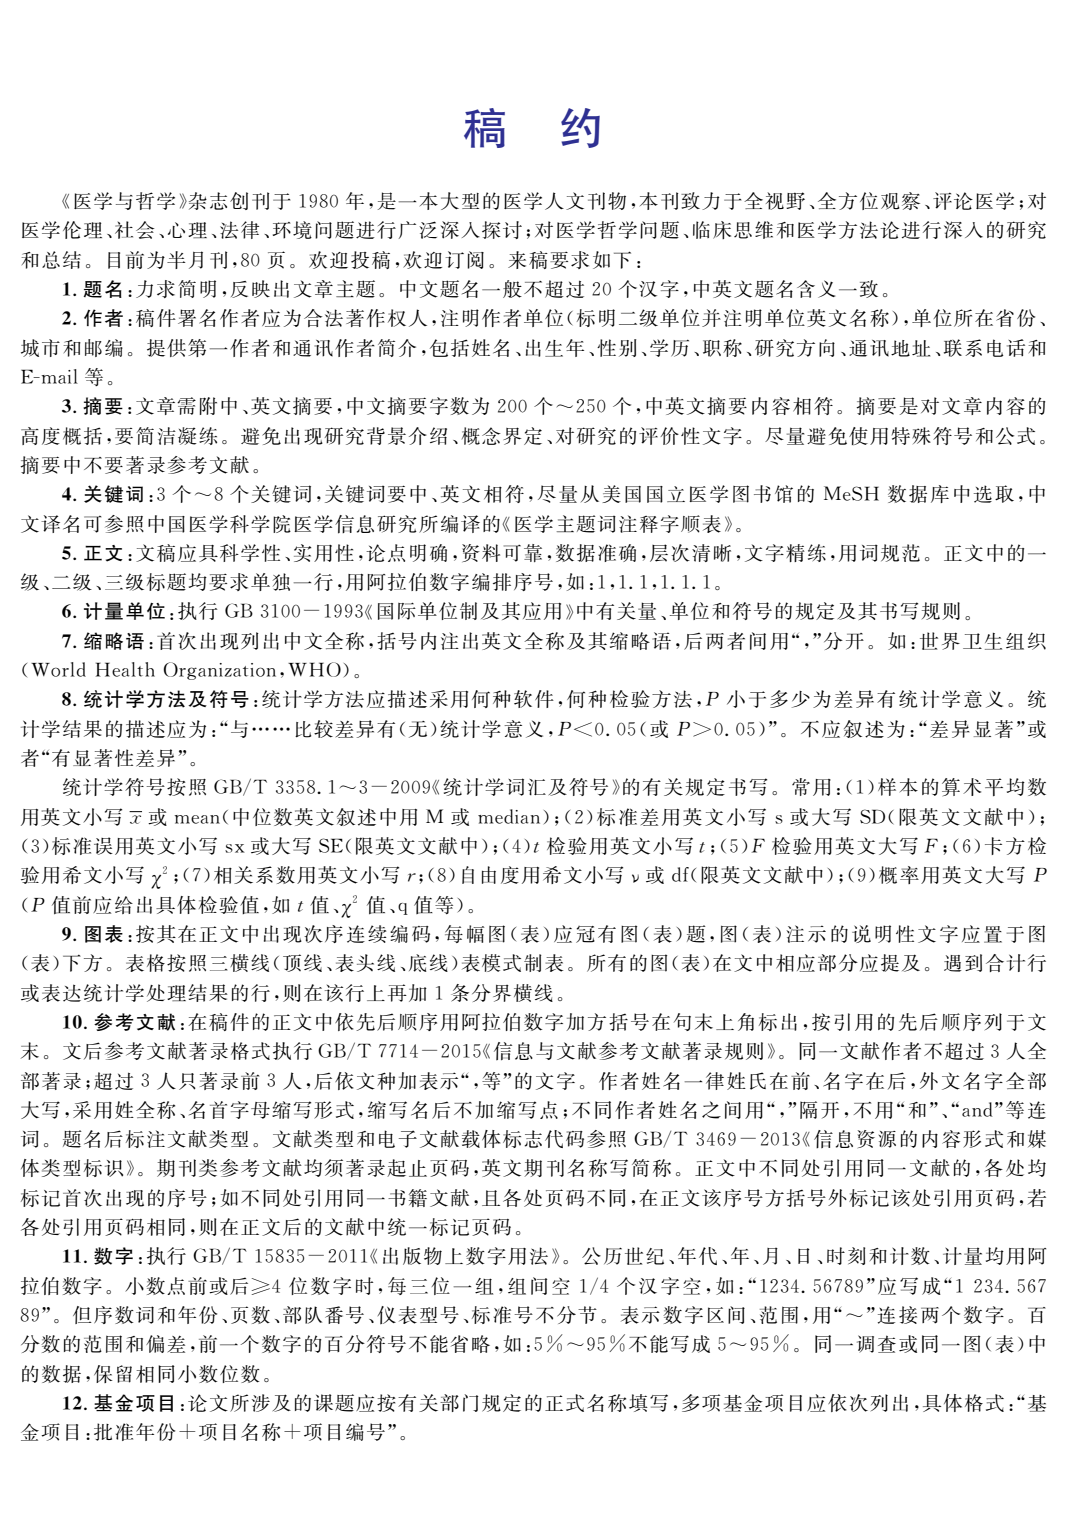 稿 约
《医学与哲学》杂志创刊于 1980 年,是一本大型的医学人文刊物,本刊致力于全视野、全方位观察、评论医学;对
医学伦理、社会、心理、法律、环境问题进行广泛深入探讨;对医学哲学问题、临床思维和医学方法论进行深入的研究
和总结。目前为半月刊,80 页。欢迎投稿,欢迎订阅。来稿要求如下:
1. 题名:力求简明,反映出文章主题。中文题名一般不超过 20 个汉字,中英文题名含义一致。
2. 作者:稿件署名作者应为合法著作权人,注明作者单位(标明二级单位并注明单位英文名称),单位所在省份、
城市和邮编。提供第一作者和通讯作者简介,包括姓名、出生年、性别、学历、职称、研究方向、通讯地址、联系电话和
E-mail 等。
3. 摘要:文章需附中、英文摘要,中文摘要字数为 200 个～250 个,中英文摘要内容相符。摘要是对文章内容的
高度概括,要简洁凝练。避免出现研究背景介绍、概念界定、对研究的评价性文字。尽量避免使用特殊符号和公式。
摘要中不要著录参考文献。
4. 关键词:3 个～8 个关键词,关键词要中、英文相符,尽量从美国国立医学图书馆的 MeSH 数据库中选取,中
文译名可参照中国医学科学院医学信息研究所编译的《医学主题词注释字顺表》。
5. 正文:文稿应具科学性、实用性,论点明确,资料可靠,数据准确,层次清晰,文字精练,用词规范。正文中的一
级、二级、三级标题均要求单独一行,用阿拉伯数字编排序号,如:1,1.1,1.1.1。
6. 计量单位:执行 GB 3100－1993《国际单位制及其应用》中有关量、单位和符号的规定及其书写规则。
7. 缩略语:首次出现列出中文全称,括号内注出英文全称及其缩略语,后两者间用“,”分开。如:世界卫生组织
(World Health Organization,WHO)。
8. 统计学方法及符号:统计学方法应描述采用何种软件,何种检验方法,P 小于多少为差异有统计学意义。统
计学结果的描述应为:“与……比较差异有(无)统计学意义,P＜0.05(或 P＞0.05)”。不应叙述为:“差异显著”或
者“有显著性差异”。
统计学符号按照 GB/T 3358.1～3－2009《统计学词汇及符号》的有关规定书写。常用:(1)样本的算术平均数
用英文小写 x̅ 或 mean(中位数英文叙述中用 M 或 median);(2)标准差用英文小写 s 或大写 SD(限英文文献中);
(3)标准误用英文小写 sx 或大写 SE(限英文文献中);(4)t 检验用英文小写 t;(5)F 检验用英文大写 F;(6)卡方检
验用希文小写 χ²;(7)相关系数用英文小写 r;(8)自由度用希文小写 ν 或 df(限英文文献中);(9)概率用英文大写 P
(P 值前应给出具体检验值,如 t 值、χ² 值、q 值等)。
9. 图表:按其在正文中出现次序连续编码,每幅图(表)应冠有图(表)题,图(表)注示的说明性文字应置于图
(表)下方。表格按照三横线(顶线、表头线、底线)表模式制表。所有的图(表)在文中相应部分应提及。遇到合计行
或表达统计学处理结果的行,则在该行上再加 1 条分界横线。
10. 参考文献:在稿件的正文中依先后顺序用阿拉伯数字加方括号在句末上角标出,按引用的先后顺序列于文
末。文后参考文献著录格式执行 GB/T 7714－2015《信息与文献参考文献著录规则》。同一文献作者不超过 3 人全
部著录;超过 3 人只著录前 3 人,后依文种加表示“,等”的文字。作者姓名一律姓氏在前、名字在后,外文名字全部
大写,采用姓全称、名首字母缩写形式,缩写名后不加缩写点;不同作者姓名之间用“,”隔开,不用“和”、“and”等连
词。题名后标注文献类型。文献类型和电子文献载体标志代码参照 GB/T 3469－2013《信息资源的内容形式和媒
体类型标识》。期刊类参考文献均须著录起止页码,英文期刊名称写简称。正文中不同处引用同一文献的,各处均
标记首次出现的序号;如不同处引用同一书籍文献,且各处页码不同,在正文该序号方括号外标记该处引用页码,若
各处引用页码相同,则在正文后的文献中统一标记页码。
11. 数字:执行 GB/T 15835－2011《出版物上数字用法》。公历世纪、年代、年、月、日、时刻和计数、计量均用阿
拉伯数字。小数点前或后≥4 位数字时,每三位一组,组间空 1/4 个汉字空,如:“1234.56789”应写成“1 234.567
89”。但序数词和年份、页数、部队番号、仪表型号、标准号不分节。表示数字区间、范围,用“～”连接两个数字。百
分数的范围和偏差,前一个数字的百分符号不能省略,如:5％～95％不能写成 5～95％。同一调查或同一图(表)中
的数据,保留相同小数位数。
12. 基金项目:论文所涉及的课题应按有关部门规定的正式名称填写,多项基金项目应依次列出,具体格式:“基
金项目:批准年份＋项目名称＋项目编号”。